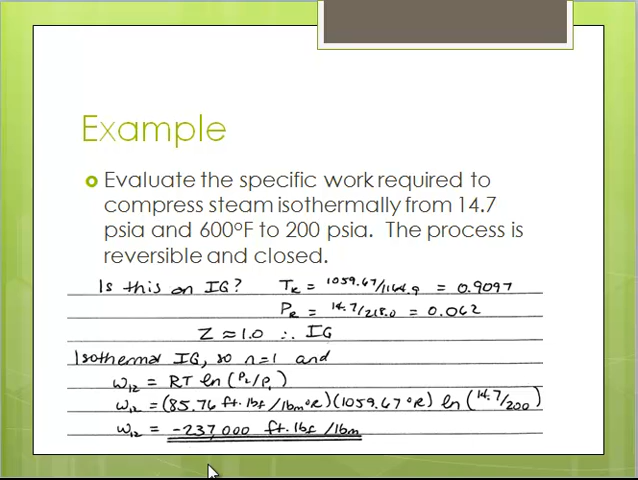 Example
Evaluate the specific work required to
compress steam isothermally from 14.7
psia and 600°F to 200 psia. The process is
reversible and closed.
Is this an IG? TR = 1059.67/1164.9 = 0.9097
PR = 14.7/218.0 = 0.062
Z ≈ 1.0 ∴ IG
Isothermal IG, so n=1 and
w12 = RT ln (P2/P1)
w12 = (85.76 ft.lbf/lbm°R)(1059.67°R) ln (14.7/200)
w12 = -237,000 ft.lbf/lbm